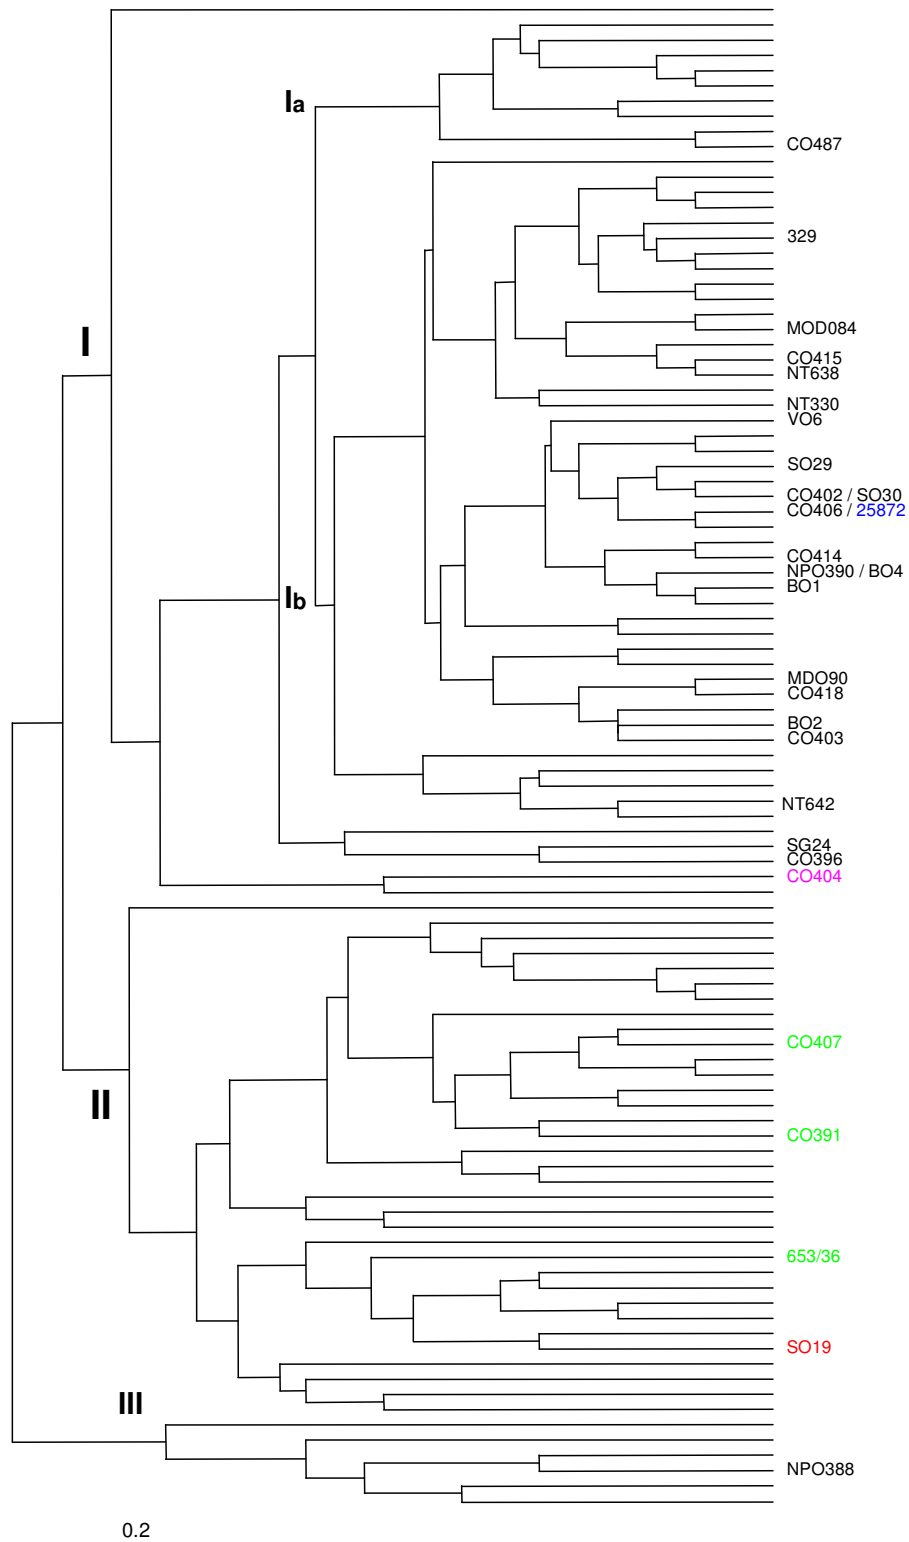 Ia
CO487
329
I
MOD084
CO415
NT638
NT330
VO6
SO29
CO402 / SO30
CO406 / 25872
CO414
NPO390 / BO4
BO1
Ib
MDO90
CO418
BO2
CO403
NT642
SG24
CO396
CO404
CO407
II
CO391
653/36
SO19
III
NPO388
0.2